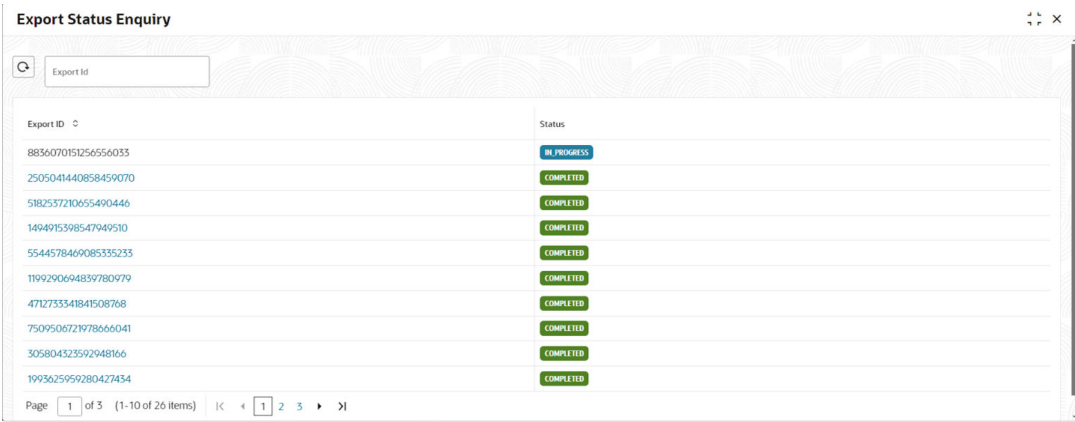 Export Status Enquiry
Export Id
Export ID Status
8836070151256556033 IN_PROGRESS
2505041440858459070 COMPLETED
5182537210655490446 COMPLETED
1494915398547949510 COMPLETED
5544578469085335233 COMPLETED
1199290694839780979 COMPLETED
4712733341841508768 COMPLETED
7509506721978666041 COMPLETED
305804323592948166 COMPLETED
1993625959280427434 COMPLETED
Page 1 of 3 (1-10 of 26 items) 1 2 3